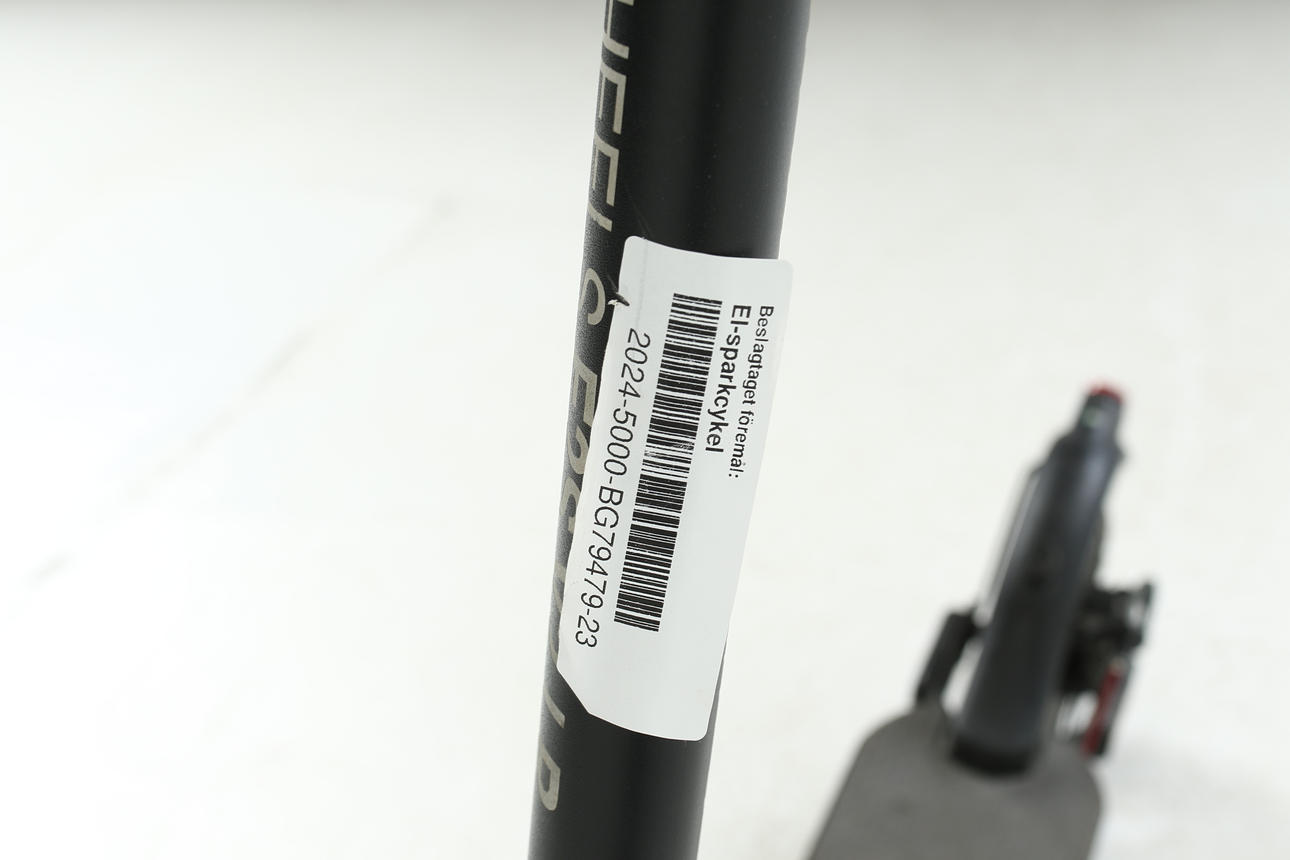 Beslagtaget föremål:
El-sparkcykel
2024-5000-BG79479-23